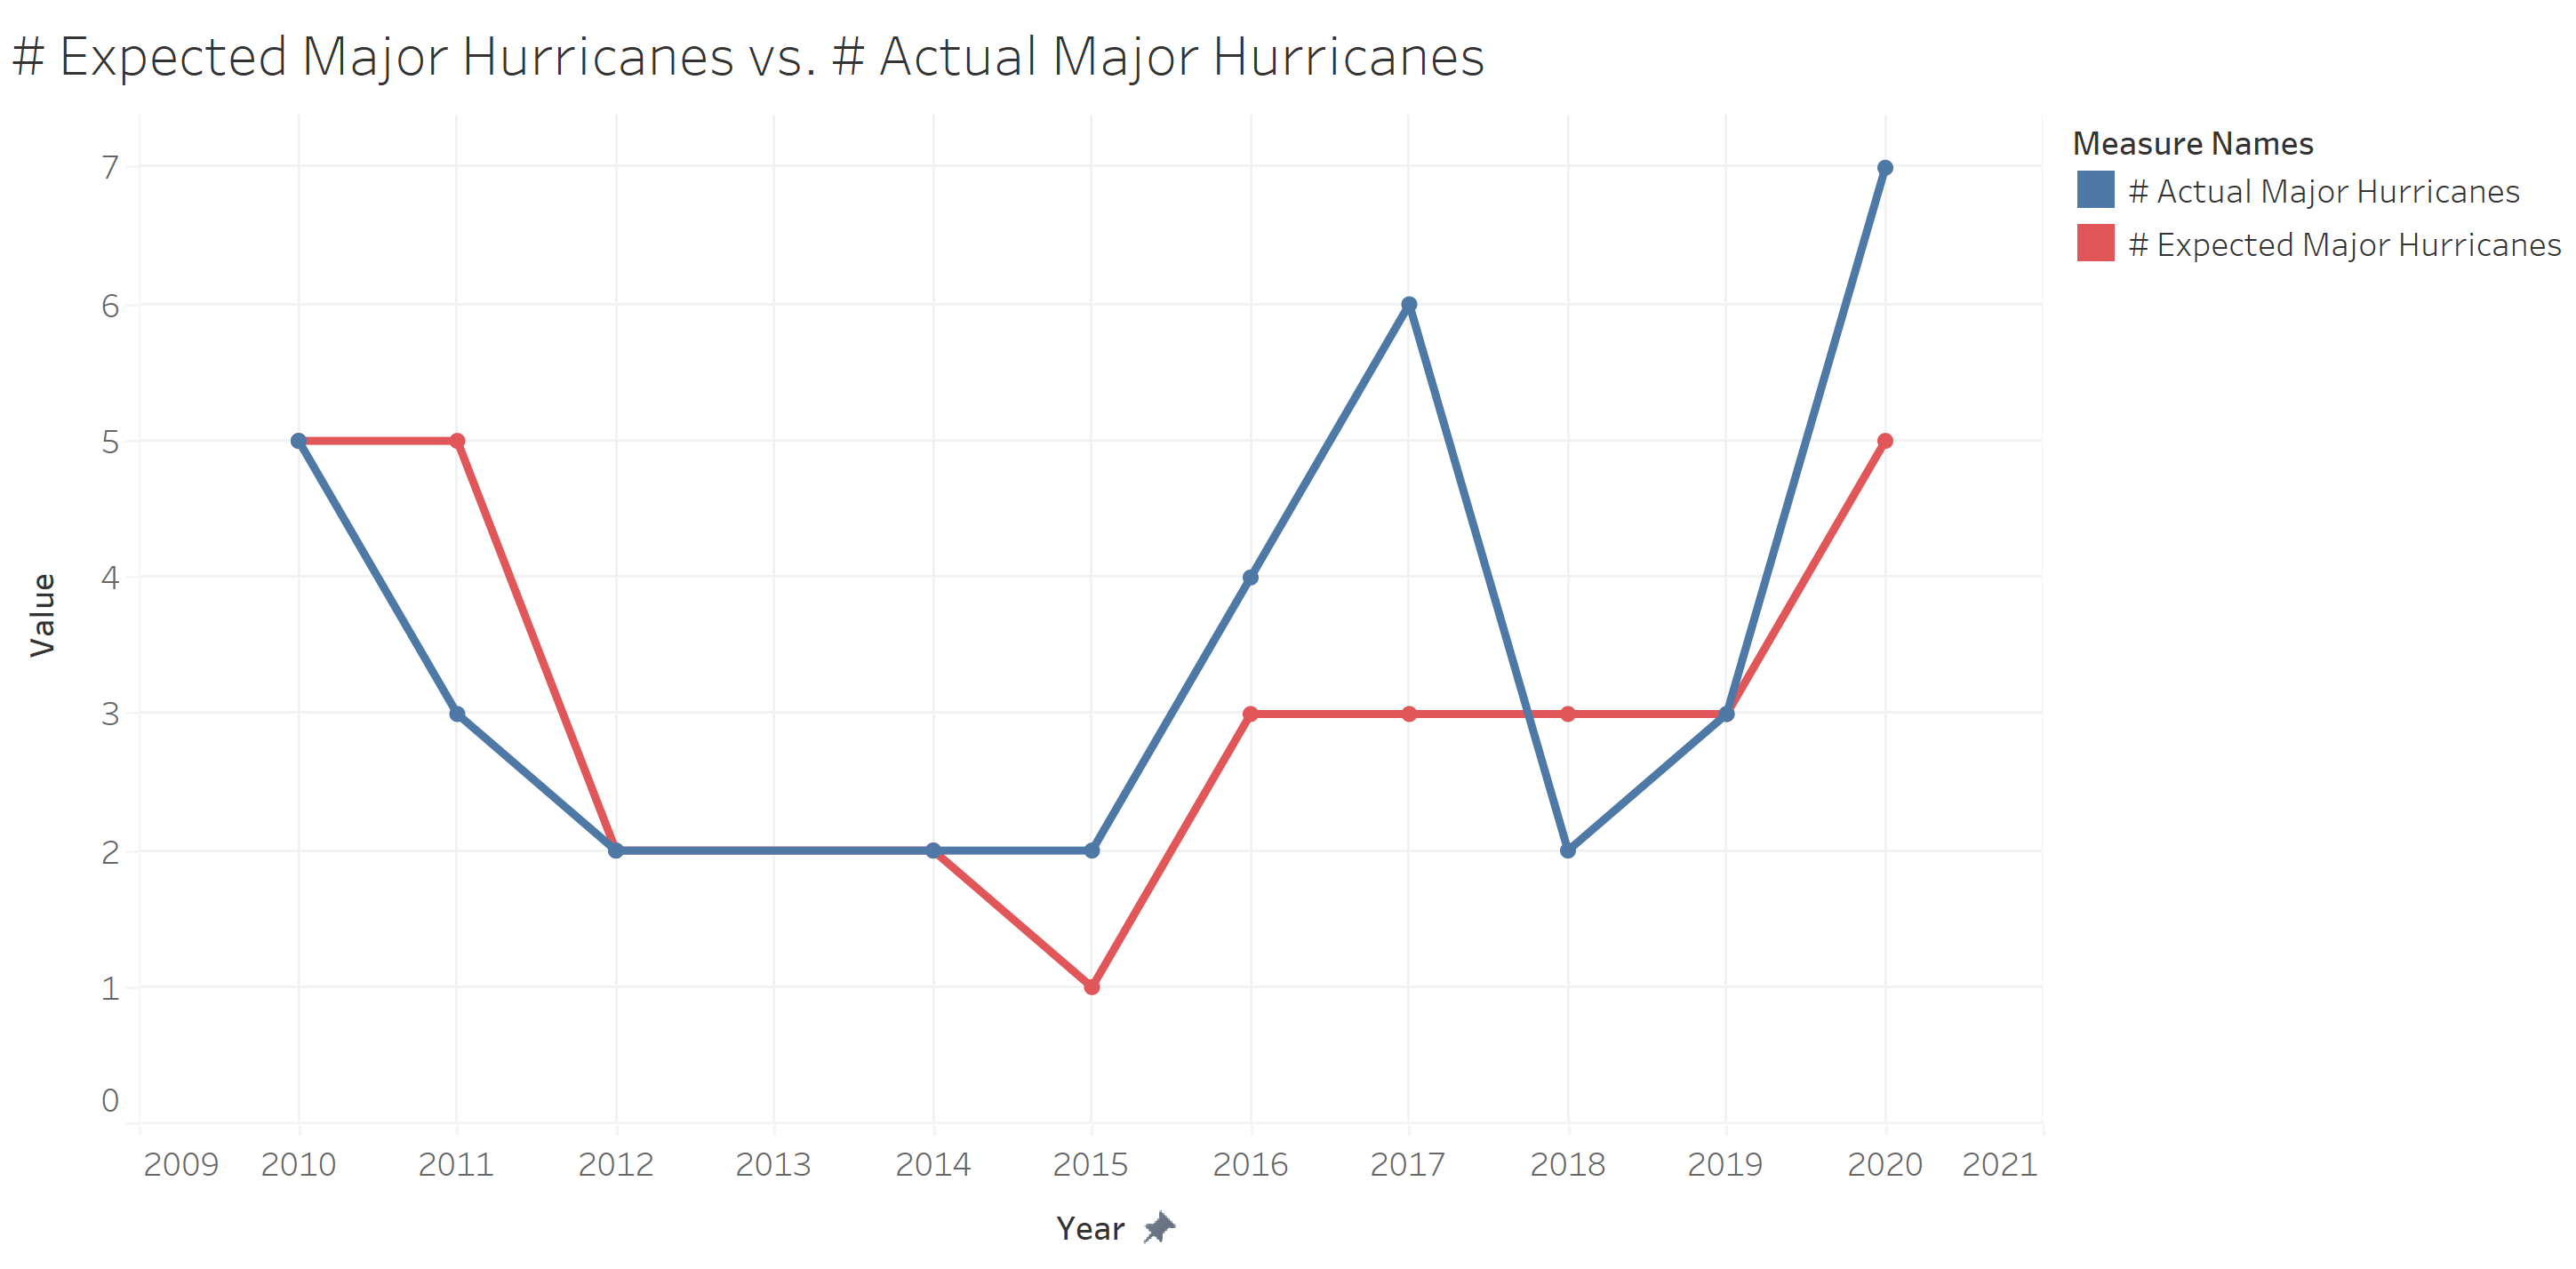 # Expected Major Hurricanes vs. # Actual Major Hurricanes
Measure Names
# Actual Major Hurricanes
# Expected Major Hurricanes
7
6
5
4
3
2
1
0
Value
2009 2010 2011 2012 2013 2014 2015 2016 2017 2018 2019 2020 2021
Year